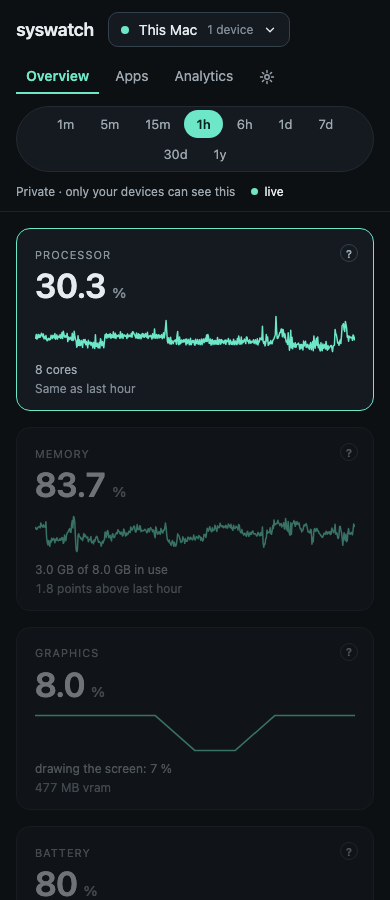 syswatch
This Mac 1 device
Overview Apps Analytics
1m 5m 15m 1h 6h 1d 7d
30d 1y
Private · only your devices can see this live
PROCESSOR ?
30.3 %
8 cores
Same as last hour
MEMORY ?
83.7 %
3.0 GB of 8.0 GB in use
1.8 points above last hour
GRAPHICS ?
8.0 %
drawing the screen: 7 %
477 MB vram
BATTERY ?
80 %